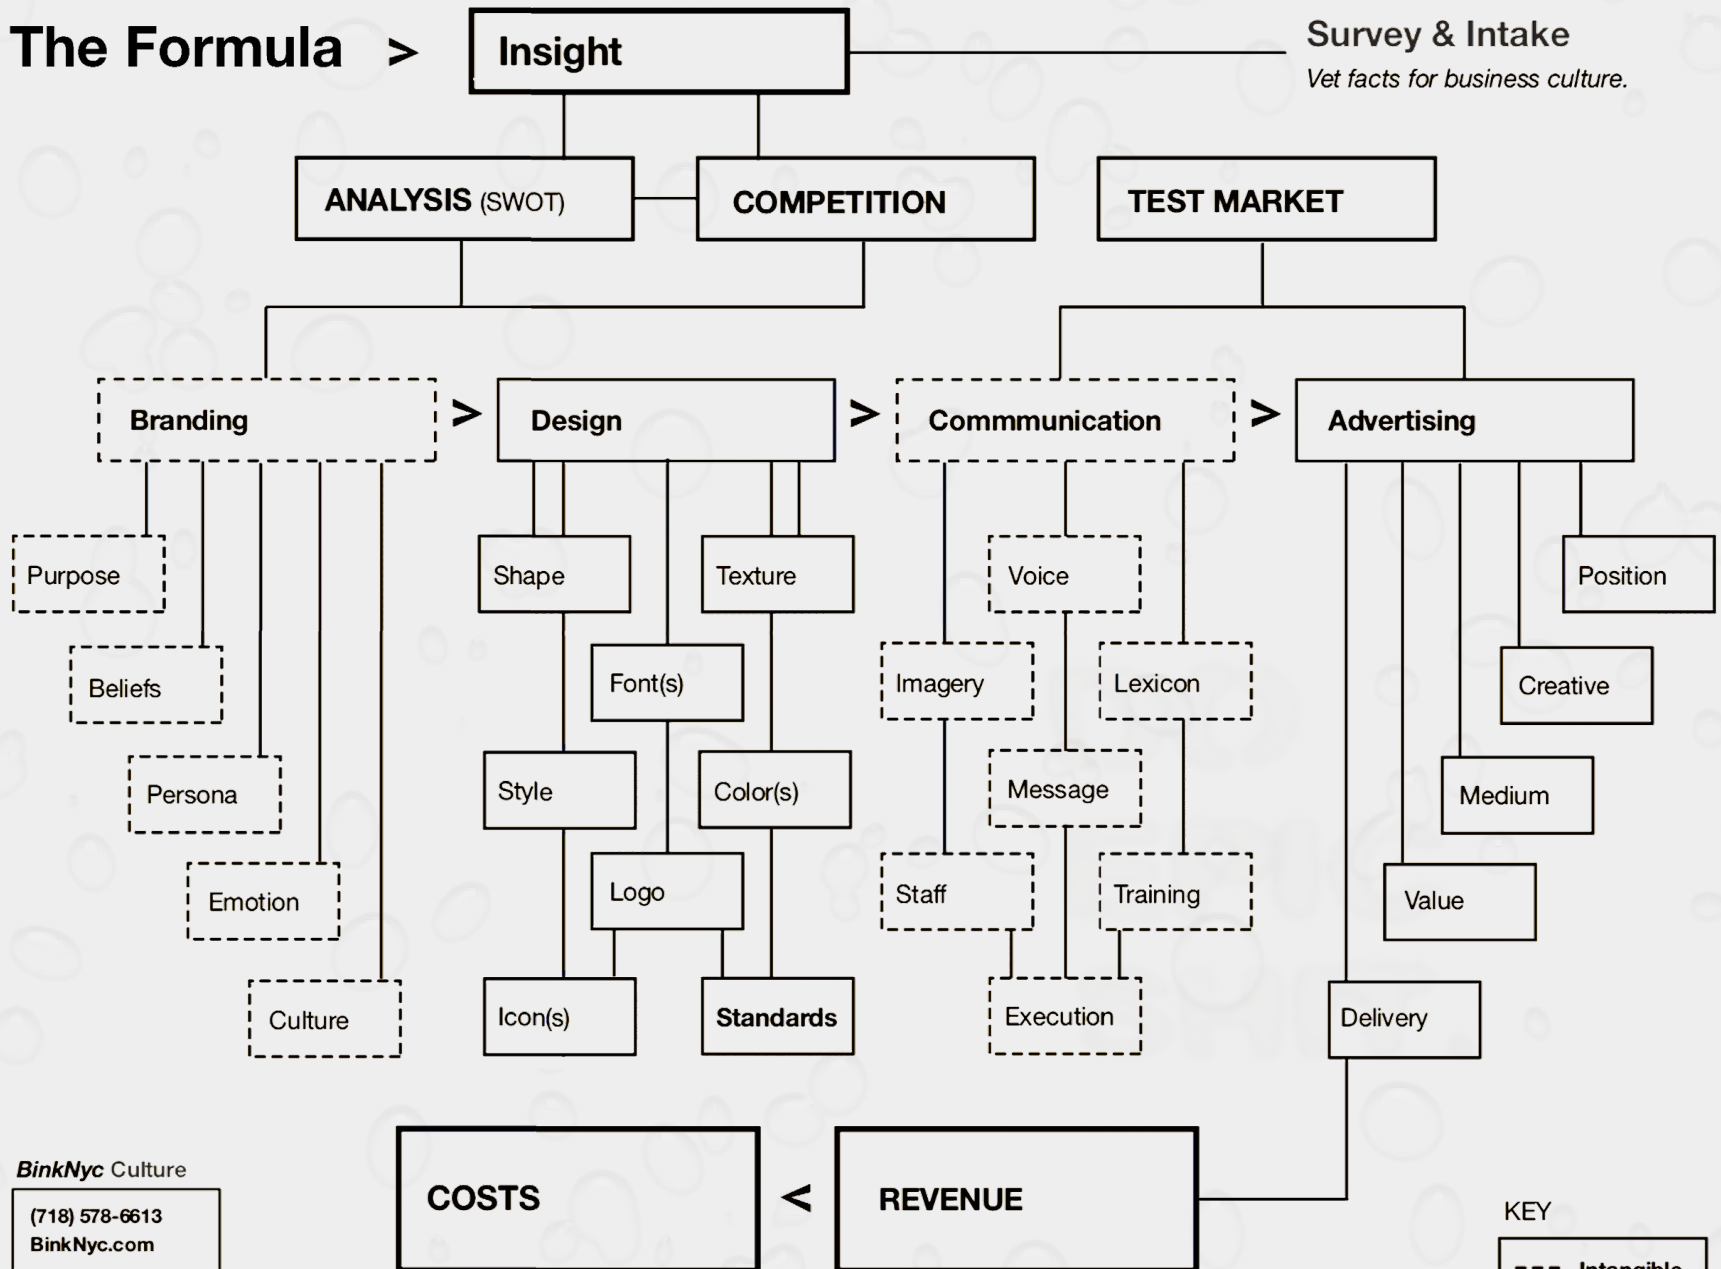 The Formula >
Insight
Survey & Intake
Vet facts for business culture.
ANALYSIS (SWOT)
COMPETITION
TEST MARKET
Branding > Design > Commmunication > Advertising
Purpose
Shape
Texture
Voice
Position
Beliefs
Font(s)
Imagery
Lexicon
Creative
Persona
Style
Color(s)
Message
Medium
Emotion
Logo
Staff
Training
Value
Culture
Icon(s)
Standards
Execution
Delivery
COSTS < REVENUE
BinkNyc Culture
(718) 578-6613
BinkNyc.com
KEY
Intangible